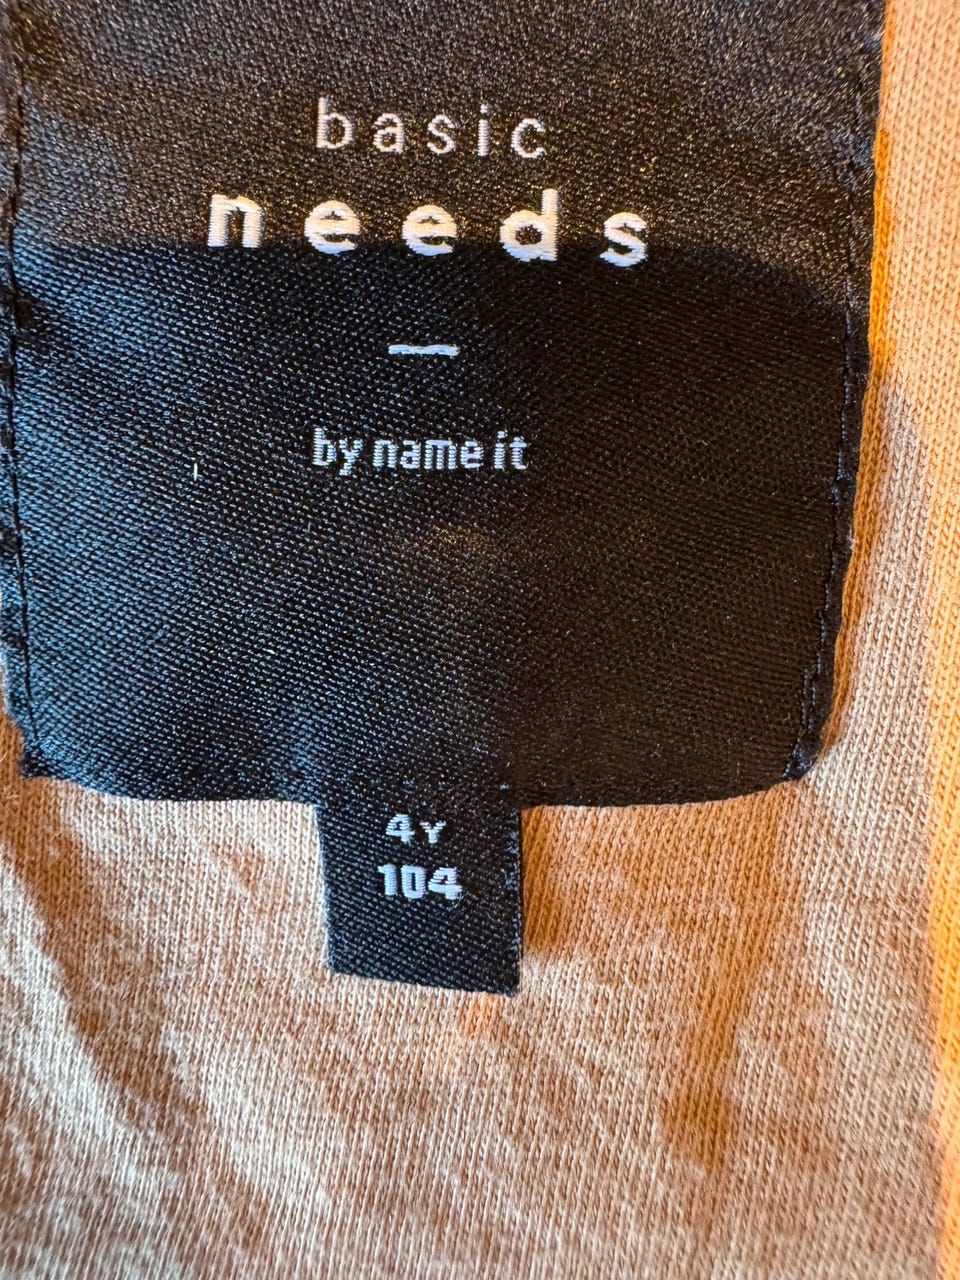 basic
needs
—
by name it
4Y
104